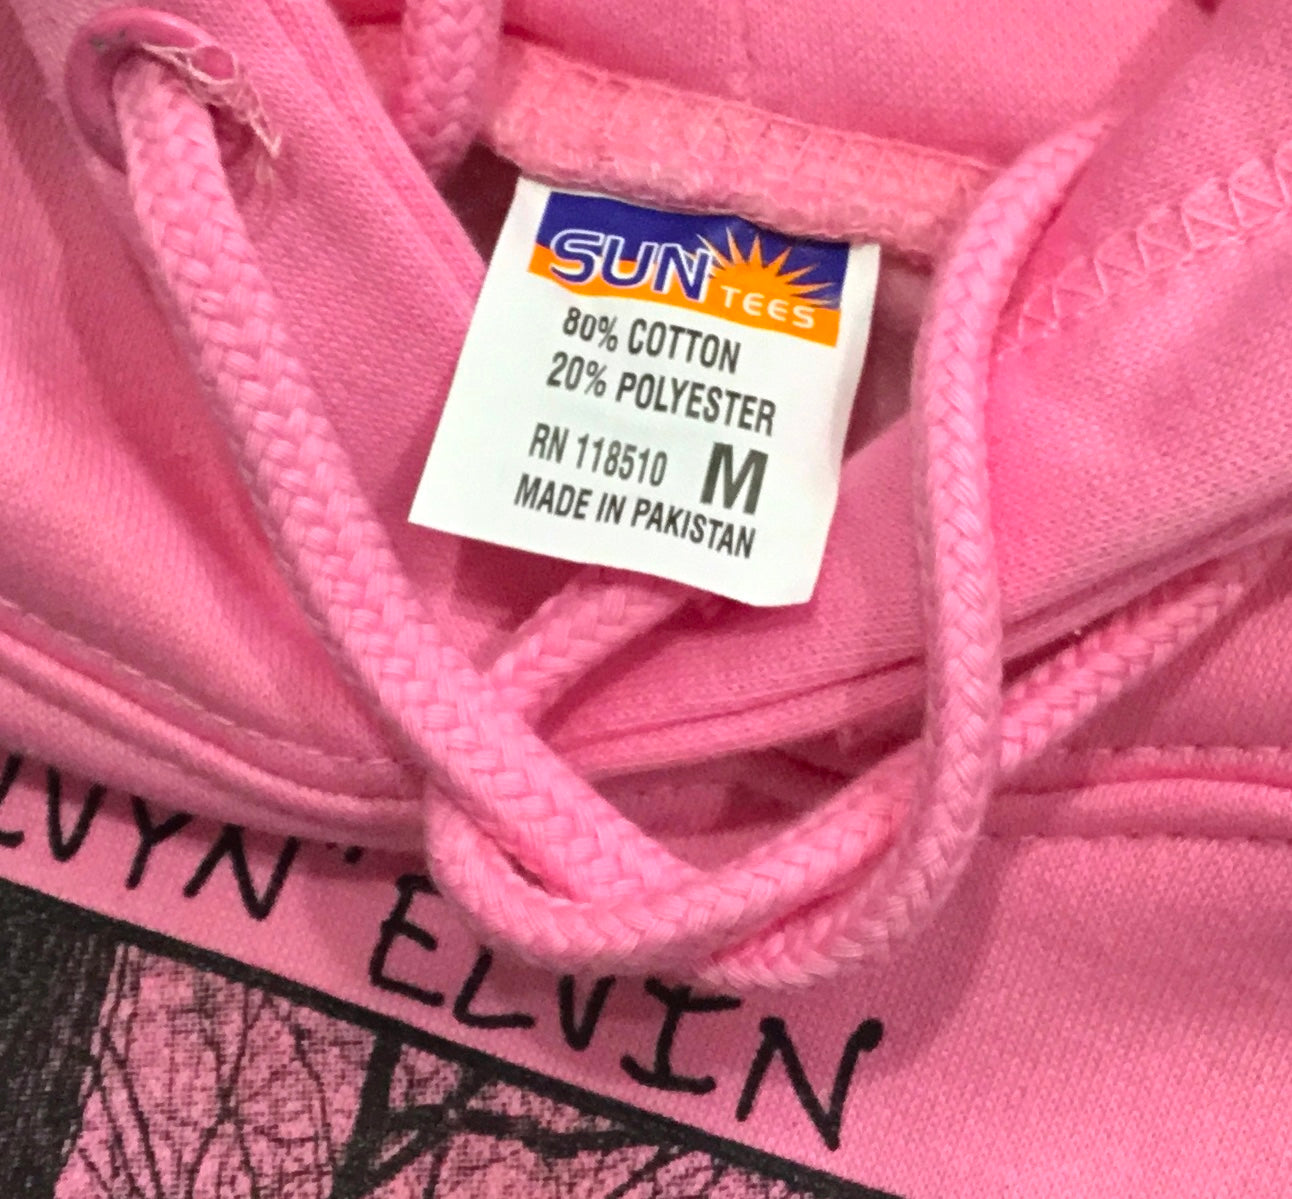 SUN TEES
80% COTTON
20% POLYESTER
RN 118510 M
MADE IN PAKISTAN
ELVIN